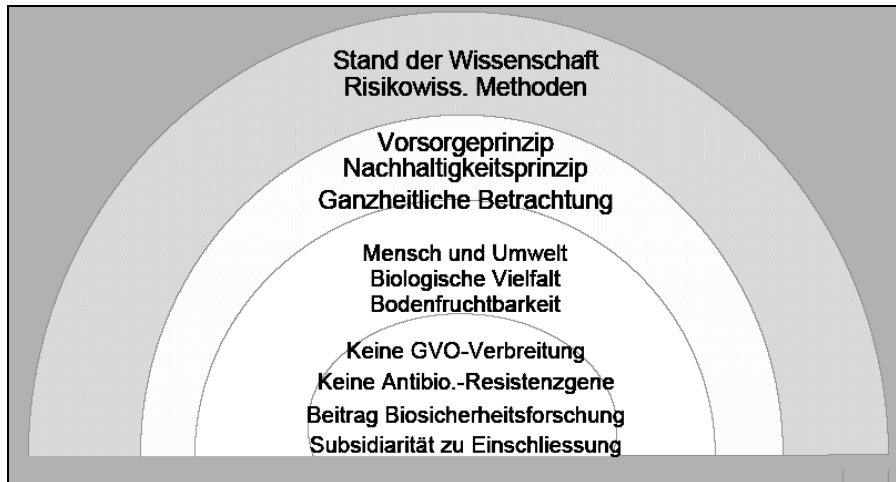 Stand der Wissenschaft
Risikowiss. Methoden
Vorsorgeprinzip
Nachhaltigkeitsprinzip
Ganzheitliche Betrachtung
Mensch und Umwelt
Biologische Vielfalt
Bodenfruchtbarkeit
Keine GVO-Verbreitung
Keine Antibio.-Resistenzgene
Beitrag Biosicherheitsforschung
Subsidiarität zu Einschliessung